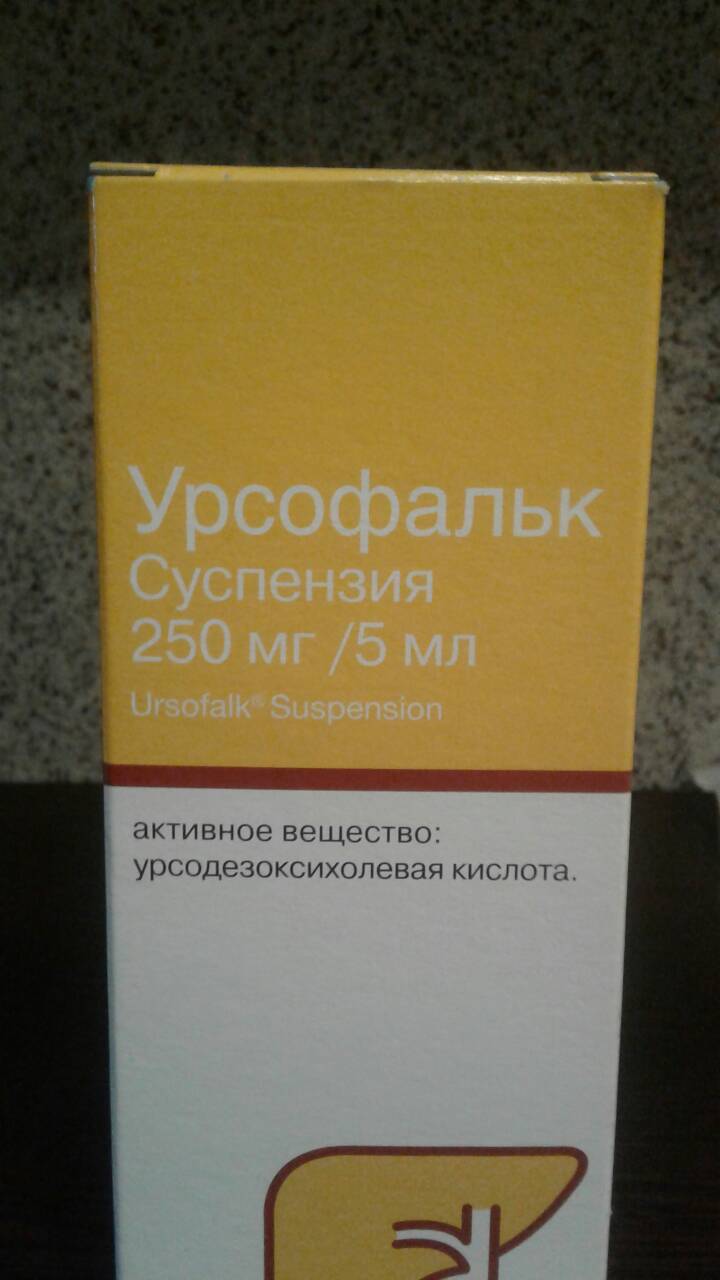 Урсофальк
Суспензия
250 мг /5 мл
Ursofalk® Suspension
активное вещество:
урсодезоксихолевая кислота.